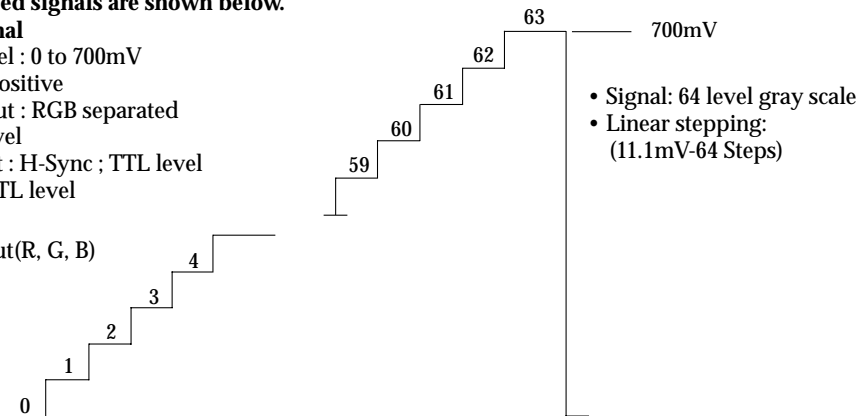 ed signals are shown below.
nal
el : 0 to 700mV
ositive
ut : RGB separated
vel
t : H-Sync ; TTL level
TL level
ut(R, G, B)
63
700mV
62
61
60
59
• Signal: 64 level gray scale
• Linear stepping:
(11.1mV-64 Steps)
4
3
2
1
0